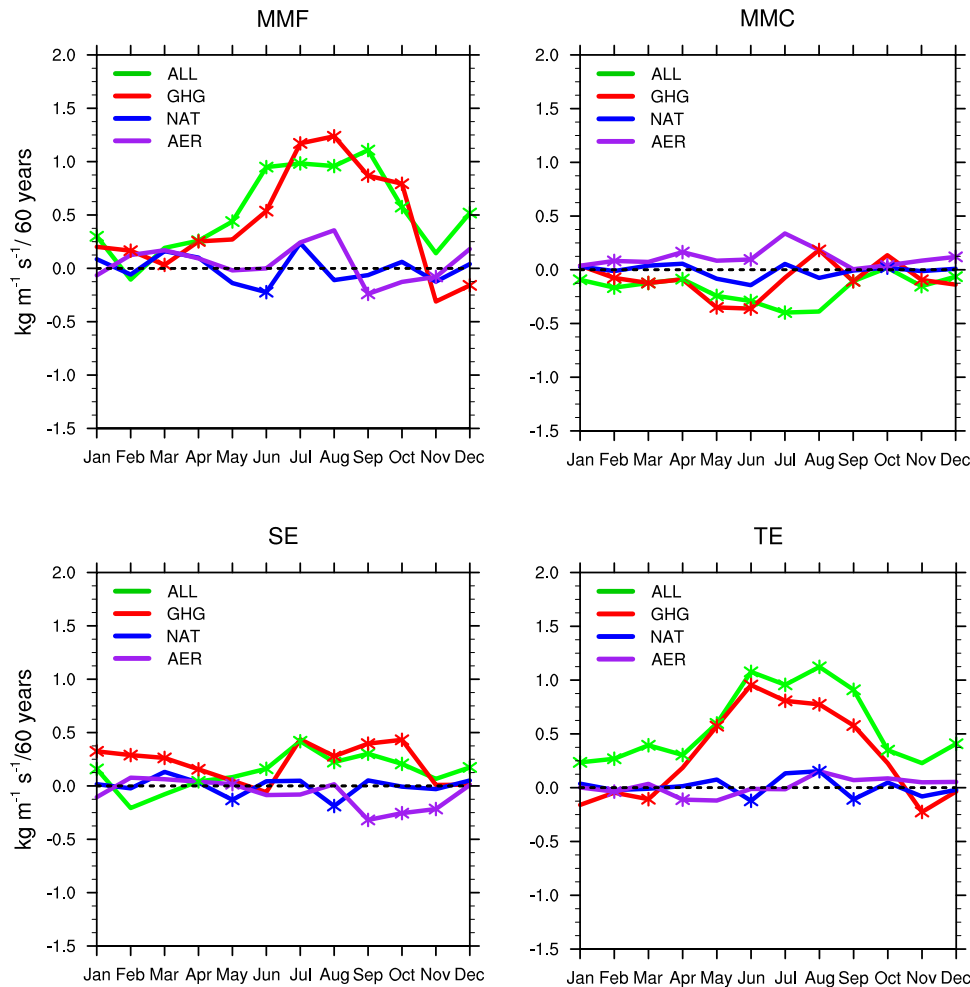 MMF
kg m⁻¹ s⁻¹/ 60 years
2.0
1.5
1.0
0.5
0.0
-0.5
-1.0
-1.5
ALL
GHG
NAT
AER
Jan Feb Mar Apr May Jun Jul Aug Sep Oct Nov Dec
MMC
2.0
1.5
1.0
0.5
0.0
-0.5
-1.0
-1.5
ALL
GHG
NAT
AER
Jan Feb Mar Apr May Jun Jul Aug Sep Oct Nov Dec
SE
kg m⁻¹ s⁻¹/60 years
2.0
1.5
1.0
0.5
0.0
-0.5
-1.0
-1.5
ALL
GHG
NAT
AER
Jan Feb Mar Apr May Jun Jul Aug Sep Oct Nov Dec
TE
2.0
1.5
1.0
0.5
0.0
-0.5
-1.0
-1.5
ALL
GHG
NAT
AER
Jan Feb Mar Apr May Jun Jul Aug Sep Oct Nov Dec